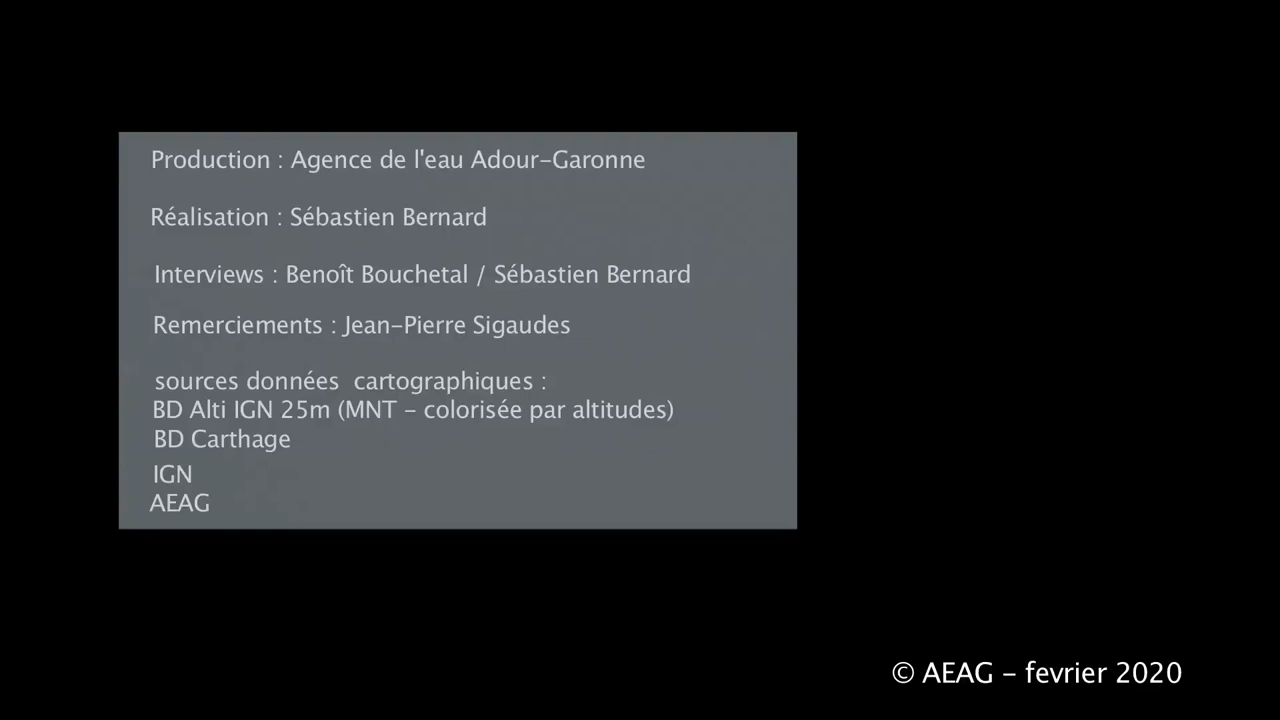 Production : Agence de l'eau Adour-Garonne
Réalisation : Sébastien Bernard
Interviews : Benoît Bouchetal / Sébastien Bernard
Remerciements : Jean-Pierre Sigaudes
sources données  cartographiques :
BD Alti IGN 25m (MNT - colorisée par altitudes)
BD Carthage
IGN
AEAG
© AEAG - fevrier 2020